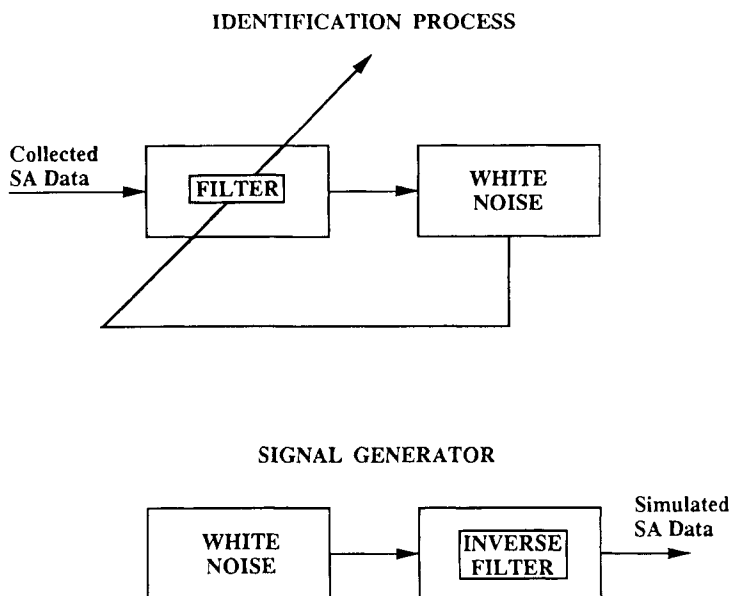 IDENTIFICATION PROCESS
Collected
SA Data
FILTER
WHITE
NOISE
SIGNAL GENERATOR
WHITE
NOISE
INVERSE
FILTER
Simulated
SA Data